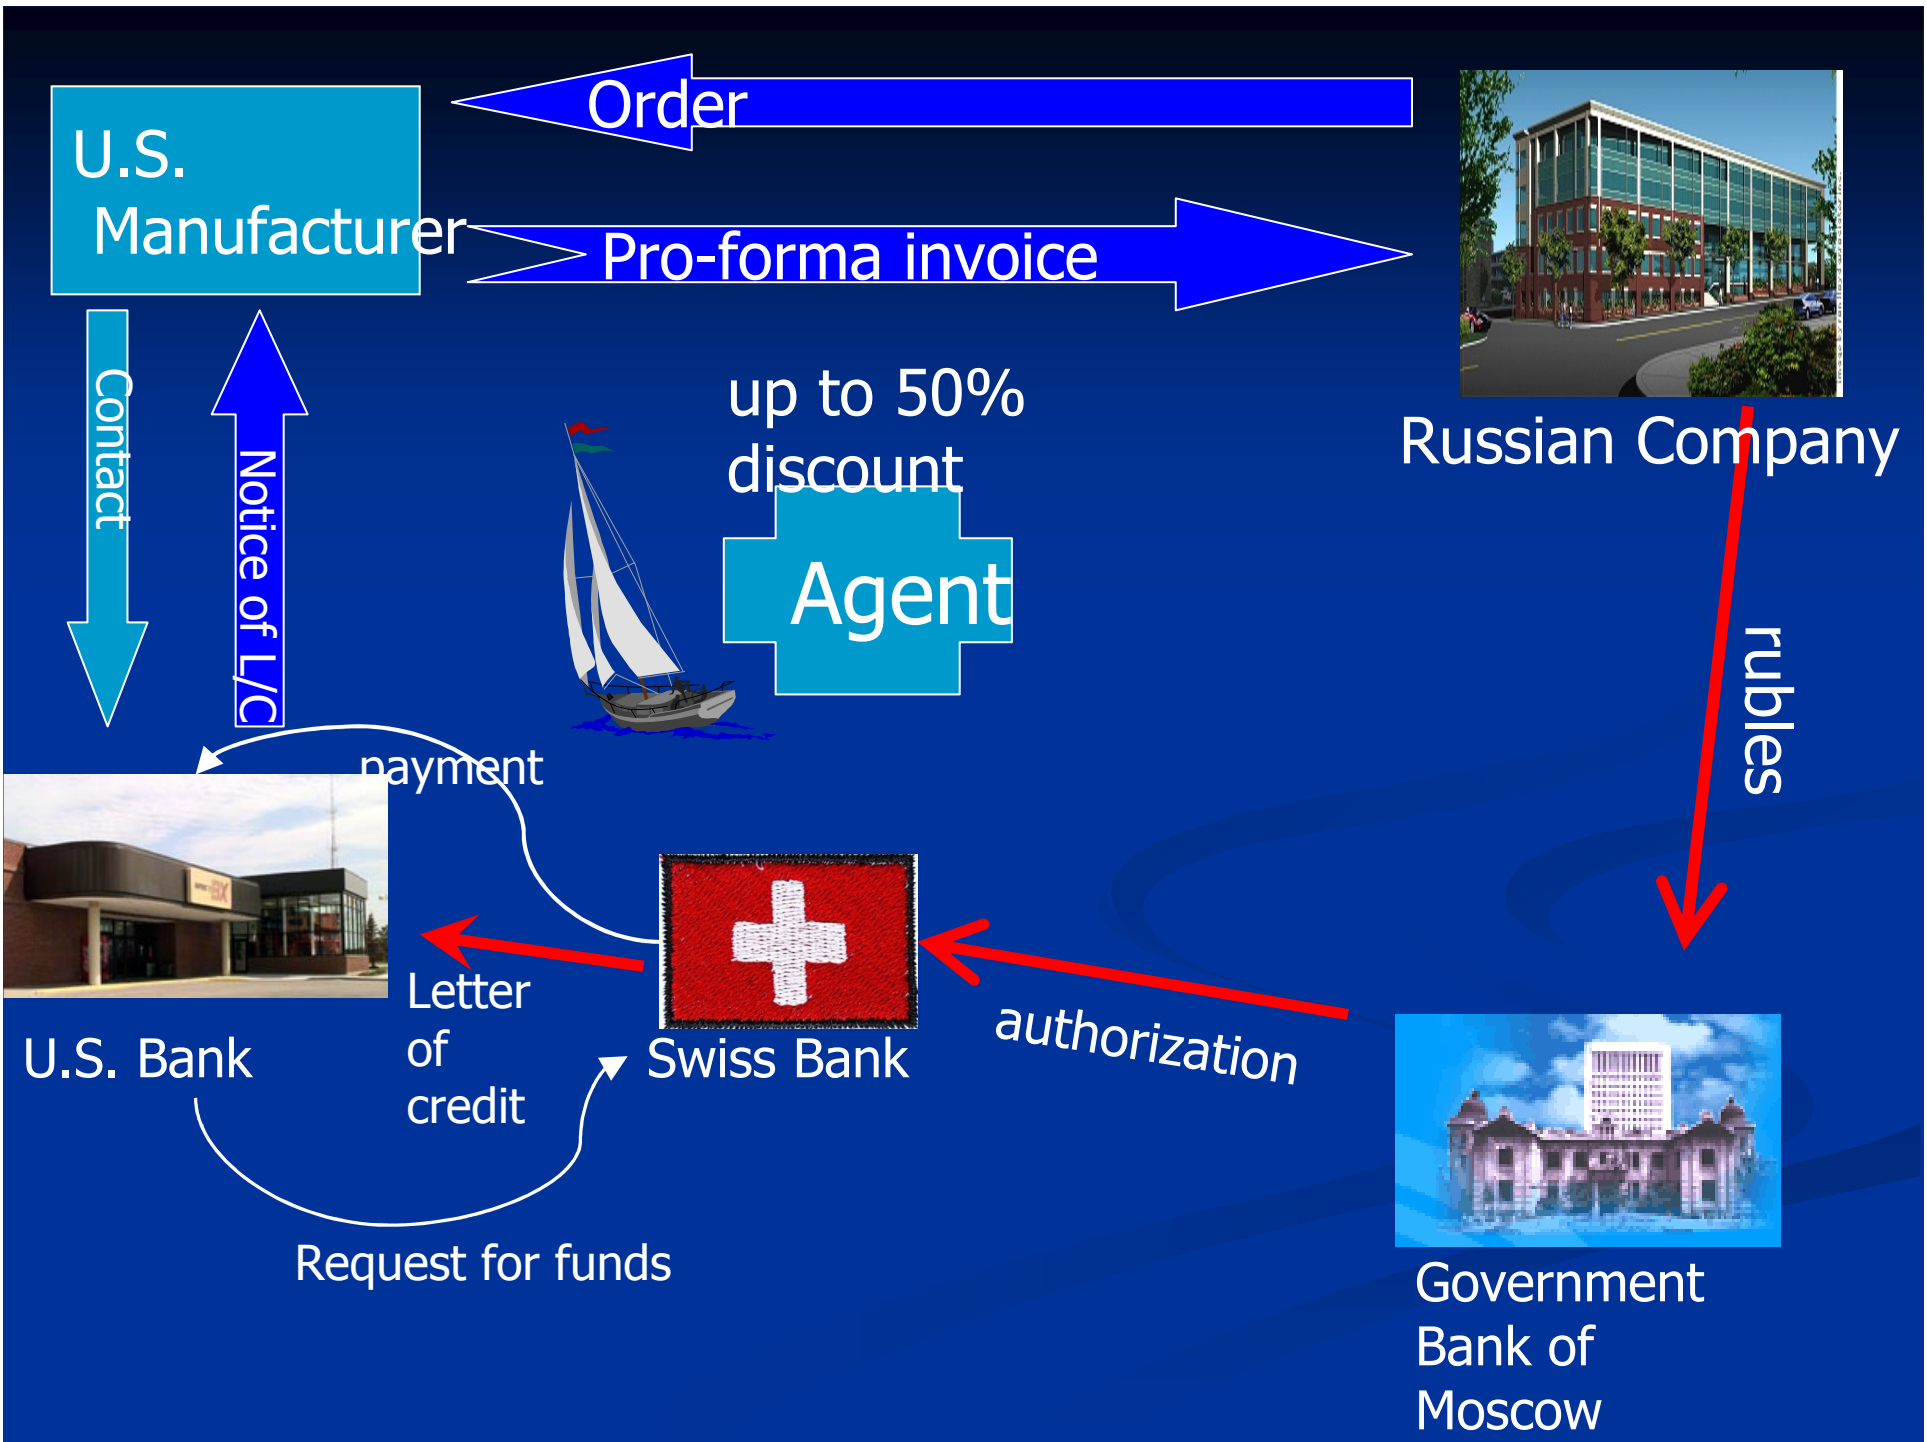 Order
U.S.
Manufacturer
Pro-forma invoice
up to 50%
discount
Contact
Notice of L/C
Russian Company
Agent
rubles
payment
Letter
of
credit
U.S. Bank
Swiss Bank
authorization
Request for funds
Government
Bank of
Moscow